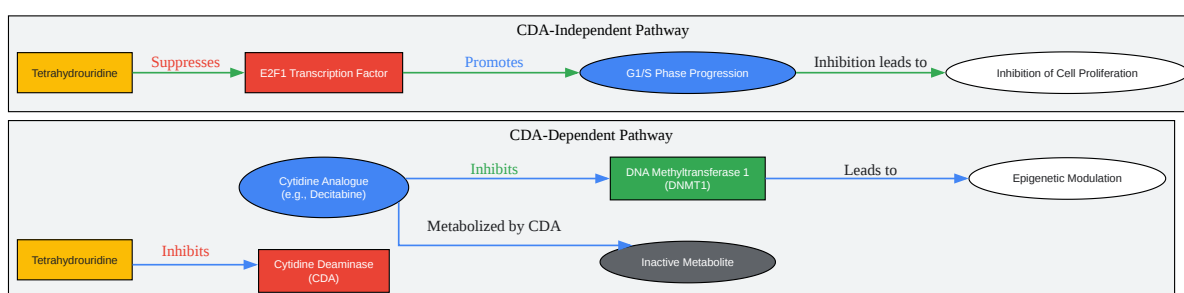 CDA-Independent Pathway
Tetrahydrouridine
Suppresses
E2F1 Transcription Factor
Promotes
G1/S Phase Progression
Inhibition leads to
Inhibition of Cell Proliferation
CDA-Dependent Pathway
Cytidine Analogue
(e.g., Decitabine)
Inhibits
DNA Methyltransferase 1
(DNMT1)
Leads to
Epigenetic Modulation
Metabolized by CDA
Inactive Metabolite
Tetrahydrouridine
Inhibits
Cytidine Deaminase
(CDA)